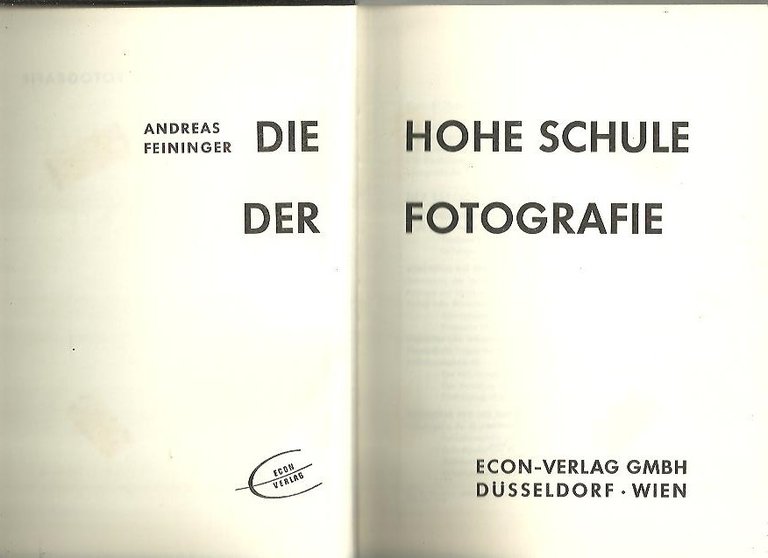 ANDREAS
FEININGER
DIE HOHE SCHULE
DER FOTOGRAFIE
ECON
VERLAG
ECON-VERLAG GMBH
DÜSSELDORF · WIEN